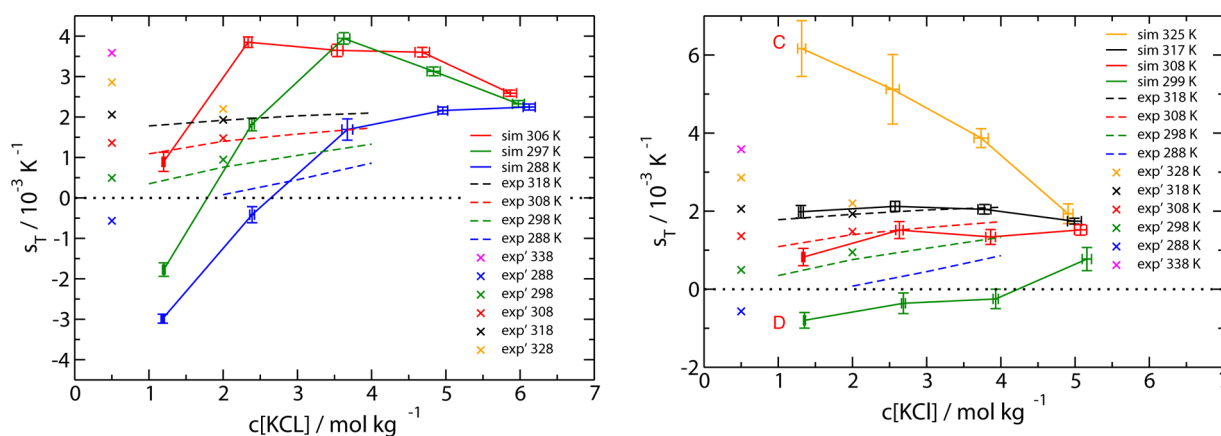 4
3
2
1
0
-1
-2
-3
-4
s_T / 10⁻³ K⁻¹
sim 306 K
sim 297 K
sim 288 K
exp 318 K
exp 308 K
exp 298 K
exp 288 K
exp' 338
exp' 288
exp' 298
exp' 308
exp' 318
exp' 328
0 1 2 3 4 5 6 7
c[KCL] / mol kg ⁻¹
6
4
2
0
-2
s_T / 10⁻³ K⁻¹
C
D
sim 325 K
sim 317 K
sim 308 K
sim 299 K
exp 318 K
exp 308 K
exp 298 K
exp 288 K
exp' 328 K
exp' 318 K
exp' 308 K
exp' 298 K
exp' 288 K
exp' 338 K
0 1 2 3 4 5 6 7
c[KCl] / mol kg ⁻¹